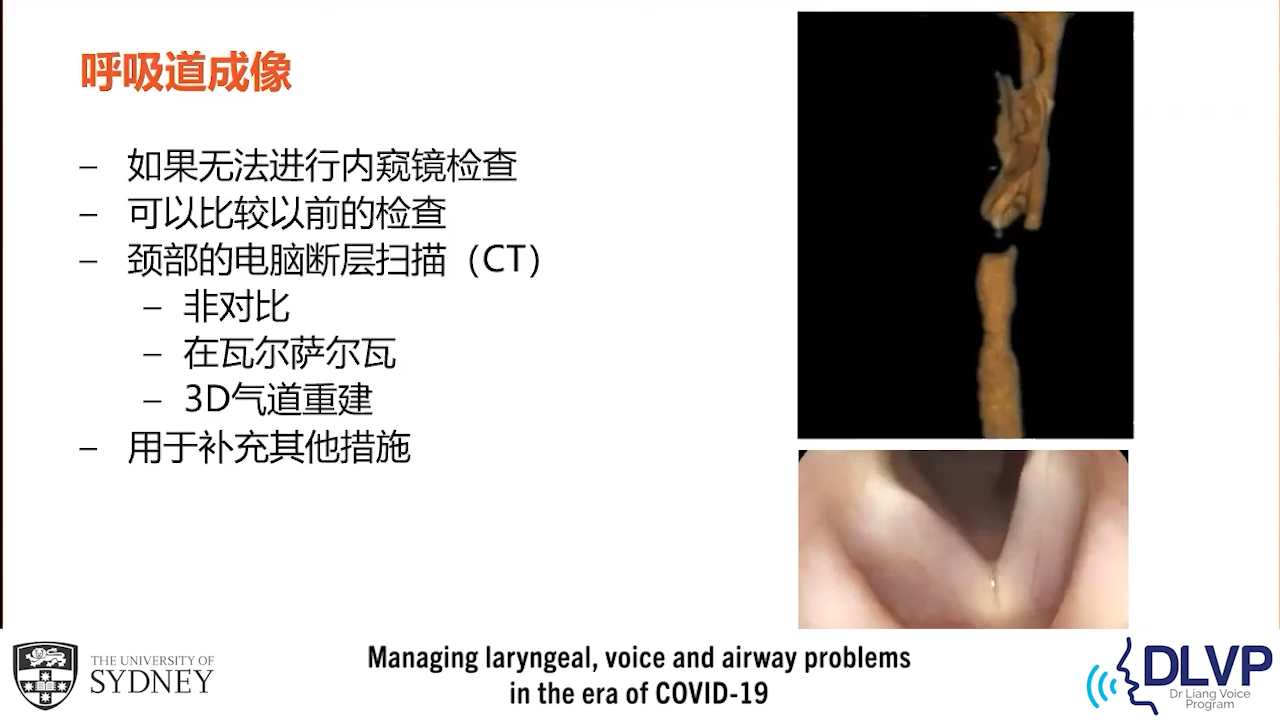 呼吸道成像
– 如果无法进行内窥镜检查
– 可以比较以前的检查
– 颈部的电脑断层扫描（CT）
– 非对比
– 在瓦尔萨尔瓦
– 3D气道重建
– 用于补充其他措施
THE UNIVERSITY OF
SYDNEY
Managing laryngeal, voice and airway problems
in the era of COVID-19
DLVP
Dr Liang Voice
Program